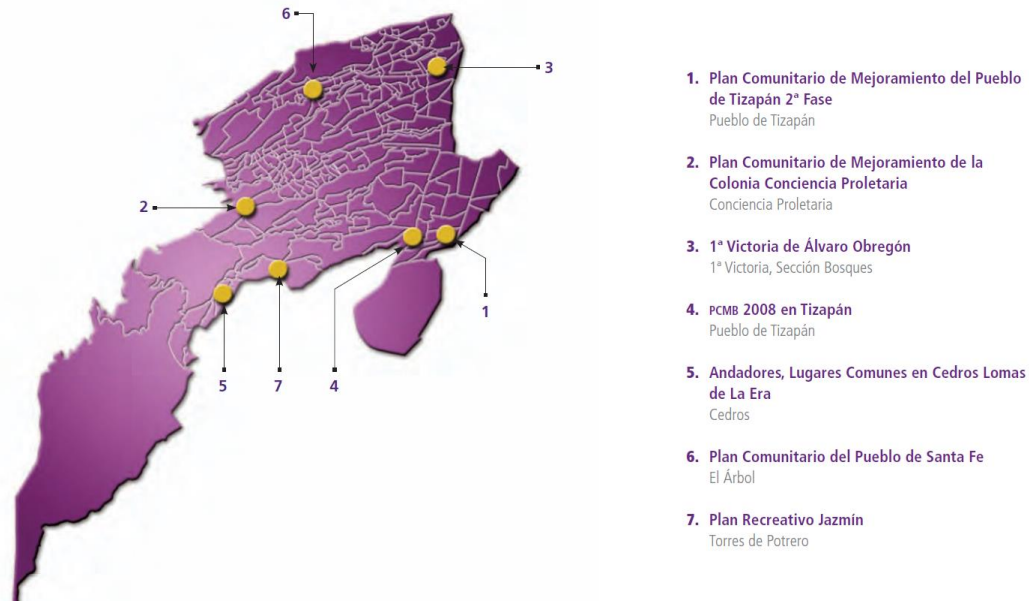 6
3
2
1
5
7
4
1. Plan Comunitario de Mejoramiento del Pueblo
de Tizapán 2ª Fase
Pueblo de Tizapán
2. Plan Comunitario de Mejoramiento de la
Colonia Conciencia Proletaria
Conciencia Proletaria
3. 1ª Victoria de Álvaro Obregón
1ª Victoria, Sección Bosques
4. PCMB 2008 en Tizapán
Pueblo de Tizapán
5. Andadores, Lugares Comunes en Cedros Lomas
de La Era
Cedros
6. Plan Comunitario del Pueblo de Santa Fe
El Árbol
7. Plan Recreativo Jazmín
Torres de Potrero